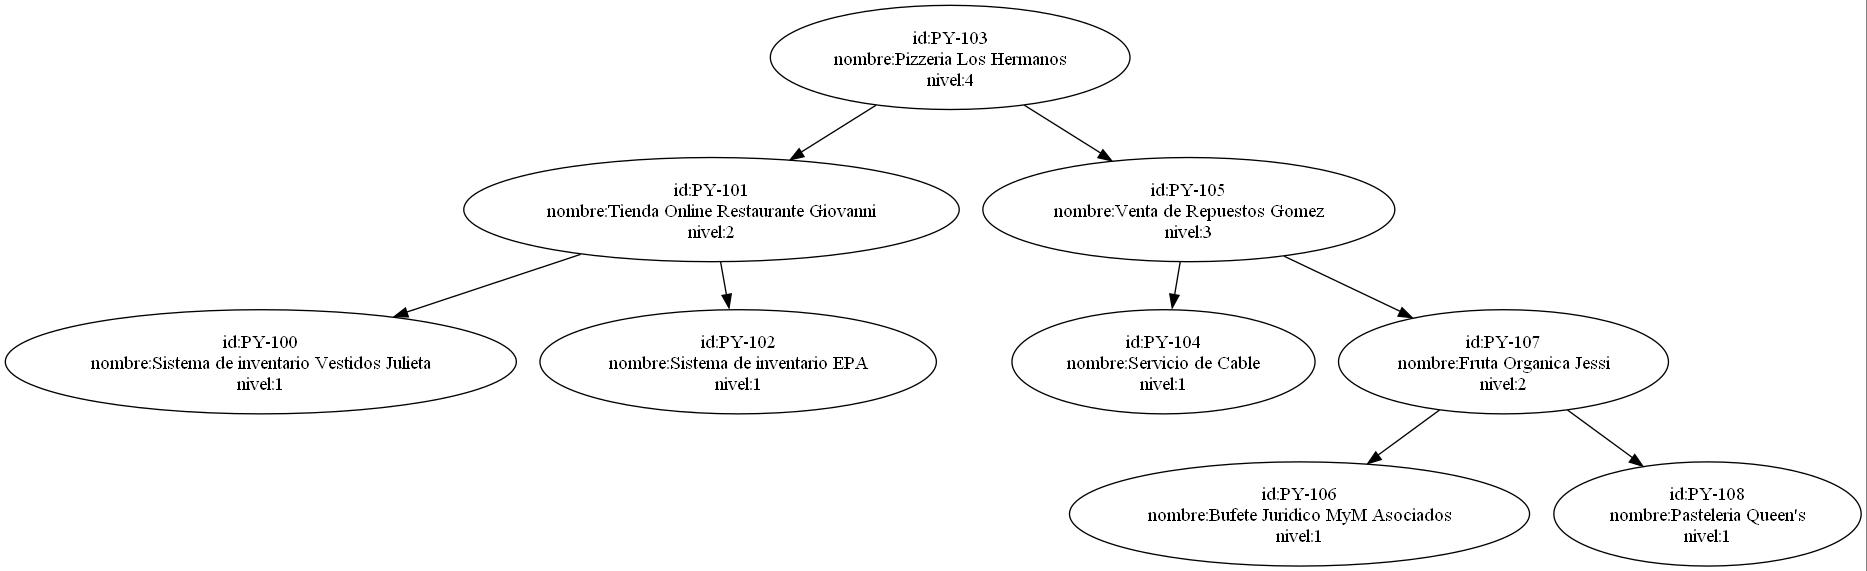 id:PY-103
nombre:Pizzeria Los Hermanos
nivel:4
id:PY-101
nombre:Tienda Online Restaurante Giovanni
nivel:2
id:PY-105
nombre:Venta de Repuestos Gomez
nivel:3
id:PY-100
nombre:Sistema de inventario Vestidos Julieta
nivel:1
id:PY-102
nombre:Sistema de inventario EPA
nivel:1
id:PY-104
nombre:Servicio de Cable
nivel:1
id:PY-107
nombre:Fruta Organica Jessi
nivel:2
id:PY-106
nombre:Bufete Juridico MyM Asociados
nivel:1
id:PY-108
nombre:Pasteleria Queen's
nivel:1